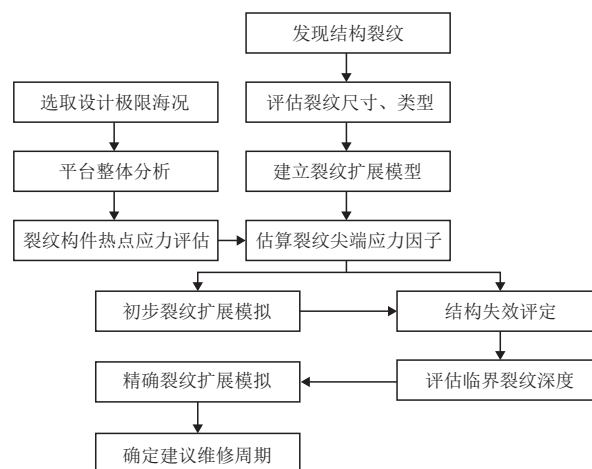 发现结构裂纹
选取设计极限海况
评估裂纹尺寸、类型
平台整体分析
建立裂纹扩展模型
裂纹构件热点应力评估
估算裂纹尖端应力因子
初步裂纹扩展模拟
结构失效评定
精确裂纹扩展模拟
评估临界裂纹深度
确定建议维修周期